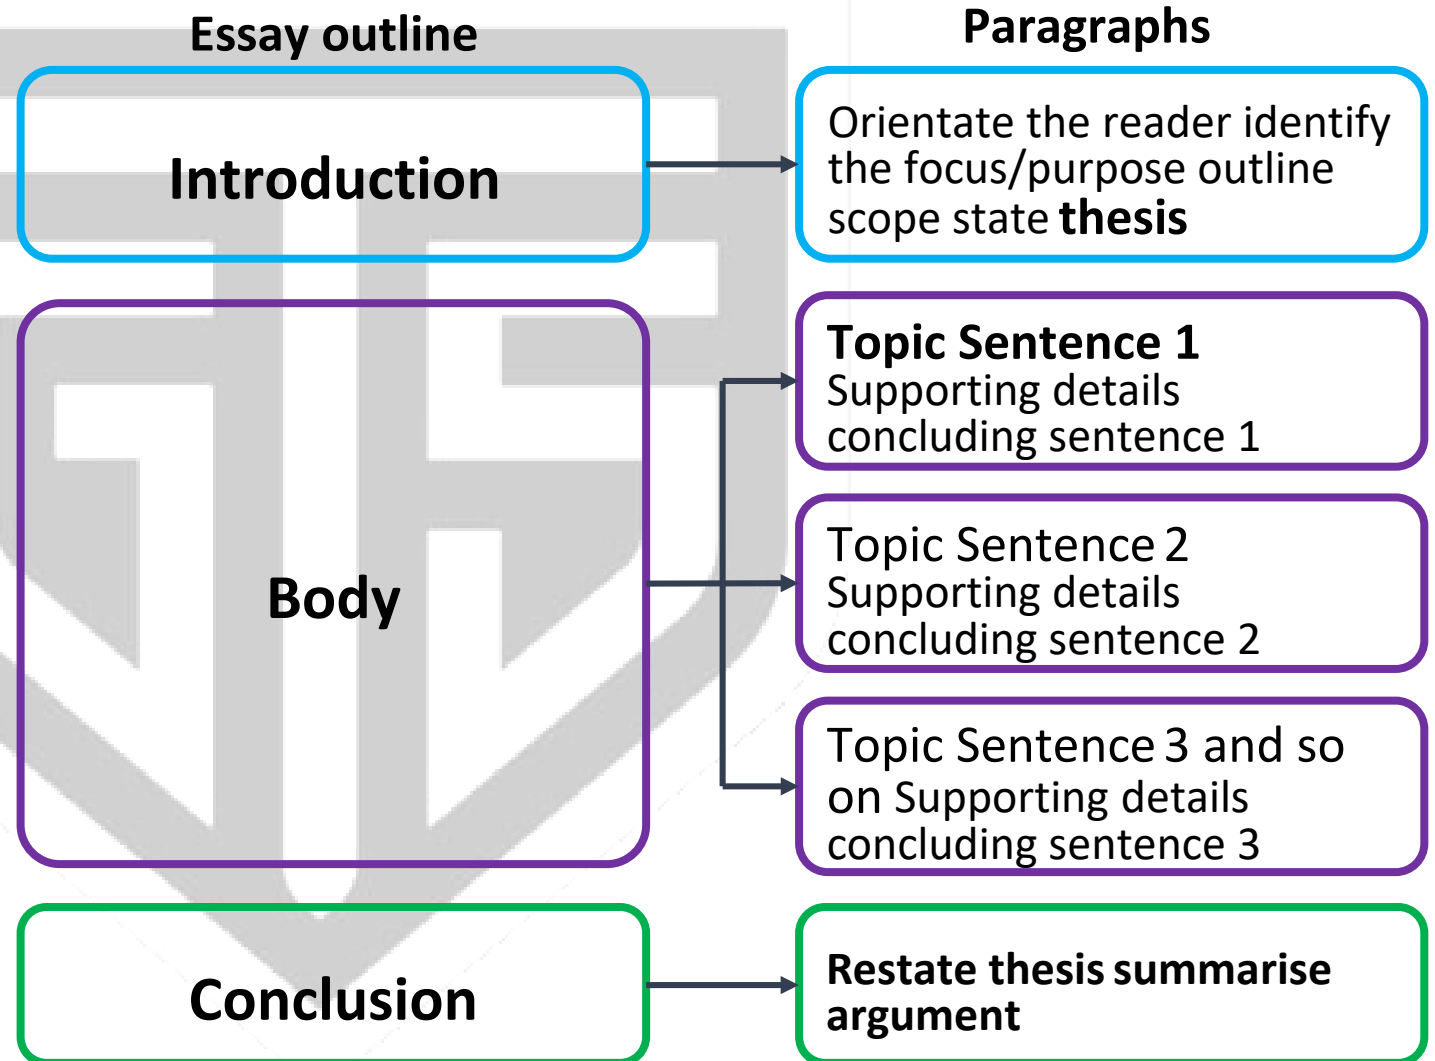 Essay outline
Paragraphs
Introduction
Orientate the reader identify
the focus/purpose outline
scope state thesis
Body
Topic Sentence 1
Supporting details
concluding sentence 1
Topic Sentence 2
Supporting details
concluding sentence 2
Topic Sentence 3 and so
on Supporting details
concluding sentence 3
Conclusion
Restate thesis summarise
argument